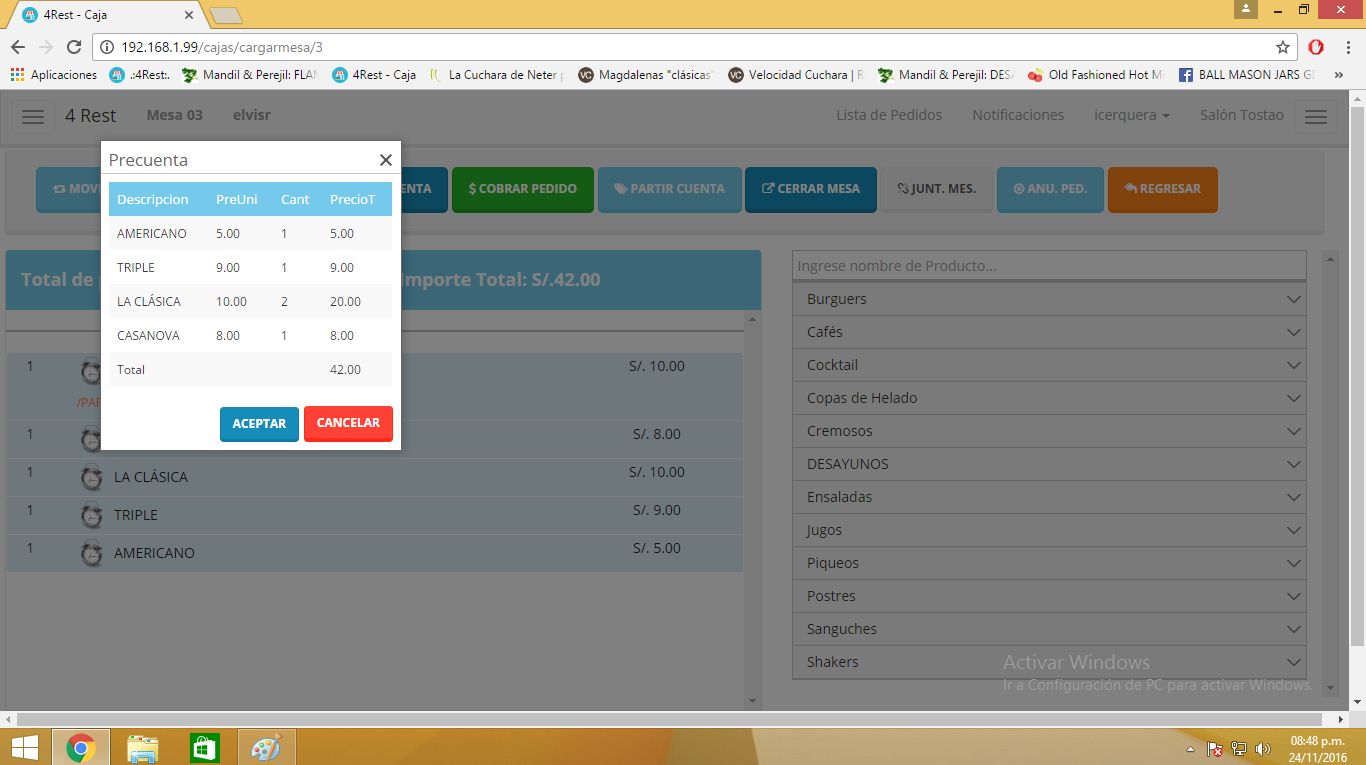 4Rest - Caja
192.168.1.99/cajas/cargarmesa/3
Aplicaciones .:4Rest:. Mandil & Perejil: FLAN 4Rest - Caja La Cuchara de Neter Magdalenas "clásicas" Velocidad Cuchara | R Mandil & Perejil: DESA Old Fashioned Hot M BALL MASON JARS »
4 Rest Mesa 03 elvisr Lista de Pedidos Notificaciones icerquera Salón Tostao
Precuenta
MOV ENTA $ COBRAR PEDIDO PARTIR CUENTA CERRAR MESA JUNT. MES. ANU. PED. REGRESAR
Descripcion PreUni Cant PrecioT
AMERICANO 5.00 1 5.00
TRIPLE 9.00 1 9.00
LA CLÁSICA 10.00 2 20.00
CASANOVA 8.00 1 8.00
Total 42.00
ACEPTAR CANCELAR
Total de Importe Total: S/.42.00
1 S/. 10.00
/PAR
1 S/. 8.00
1 LA CLÁSICA S/. 10.00
1 TRIPLE S/. 9.00
1 AMERICANO S/. 5.00
Ingrese nombre de Producto...
Burguers
Cafés
Cocktail
Copas de Helado
Cremosos
DESAYUNOS
Ensaladas
Jugos
Piqueos
Postres
Sanguches
Shakers
Activar Windows
Ir a Configuración de PC para activar Windows.
08:48 p.m.
24/11/2016